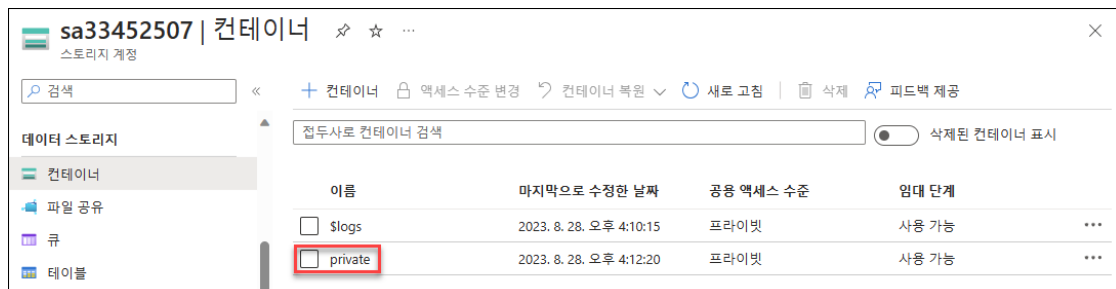 sa33452507 | 컨테이너
스토리지 계정
검색
컨테이너 액세스 수준 변경 컨테이너 복원 새로 고침 삭제 피드백 제공
접두사로 컨테이너 검색 삭제된 컨테이너 표시
데이터 스토리지
컨테이너
파일 공유
큐
테이블
이름 마지막으로 수정한 날짜 공용 액세스 수준 임대 단계
$logs 2023. 8. 28. 오후 4:10:15 프라이빗 사용 가능
private 2023. 8. 28. 오후 4:12:20 프라이빗 사용 가능